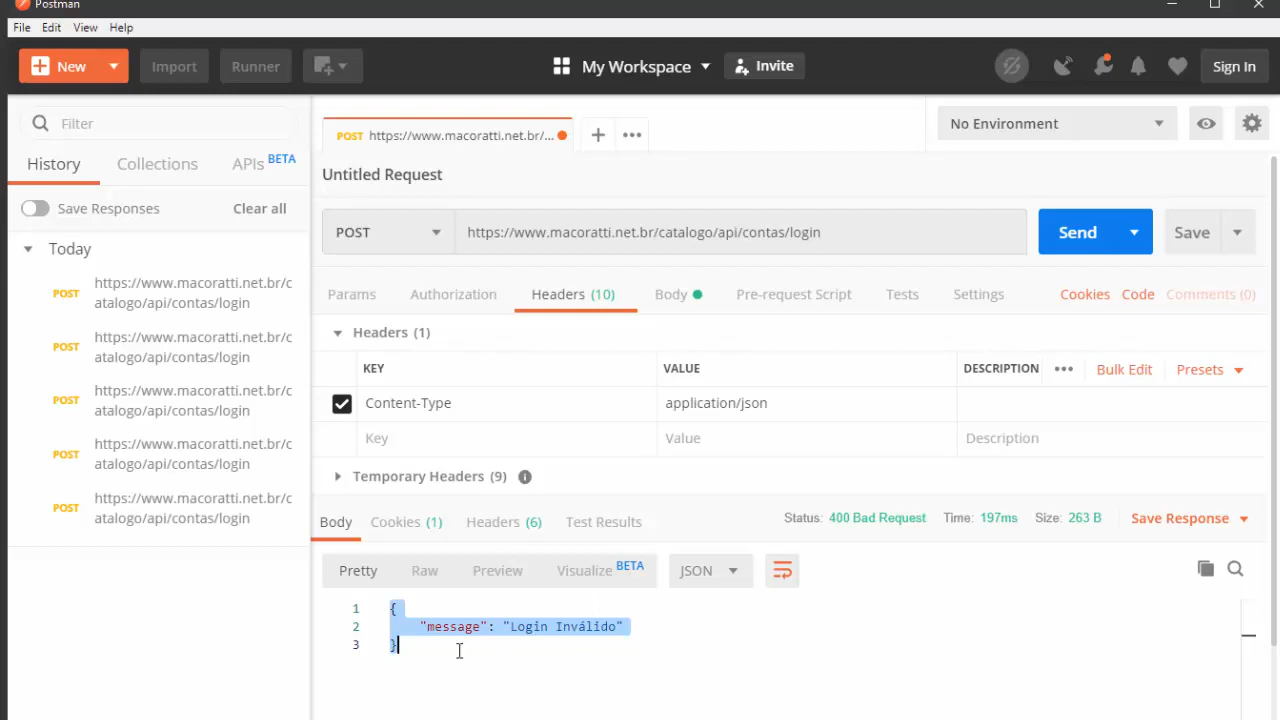 Postman
File Edit View Help
New Import Runner My Workspace Invite Sign In
Filter
History Collections APIs BETA
Save Responses Clear all
Today
POST https://www.macoratti.net.br/c
atalogo/api/contas/login
POST https://www.macoratti.net.br/c
atalogo/api/contas/login
POST https://www.macoratti.net.br/c
atalogo/api/contas/login
POST https://www.macoratti.net.br/c
atalogo/api/contas/login
POST https://www.macoratti.net.br/c
atalogo/api/contas/login
POST https://www.macoratti.net.br/... + •••
No Environment
Untitled Request
POST https://www.macoratti.net.br/catalogo/api/contas/login Send Save
Params Authorization Headers (10) Body Pre-request Script Tests Settings Cookies Code Comments (0)
Headers (1)
KEY VALUE DESCRIPTION ••• Bulk Edit Presets
Content-Type application/json
Key Value Description
Temporary Headers (9)
Body Cookies (1) Headers (6) Test Results Status: 400 Bad Request Time: 197ms Size: 263 B Save Response
Pretty Raw Preview Visualize BETA JSON
1 {
2 "message": "Login Inválido"
3 }